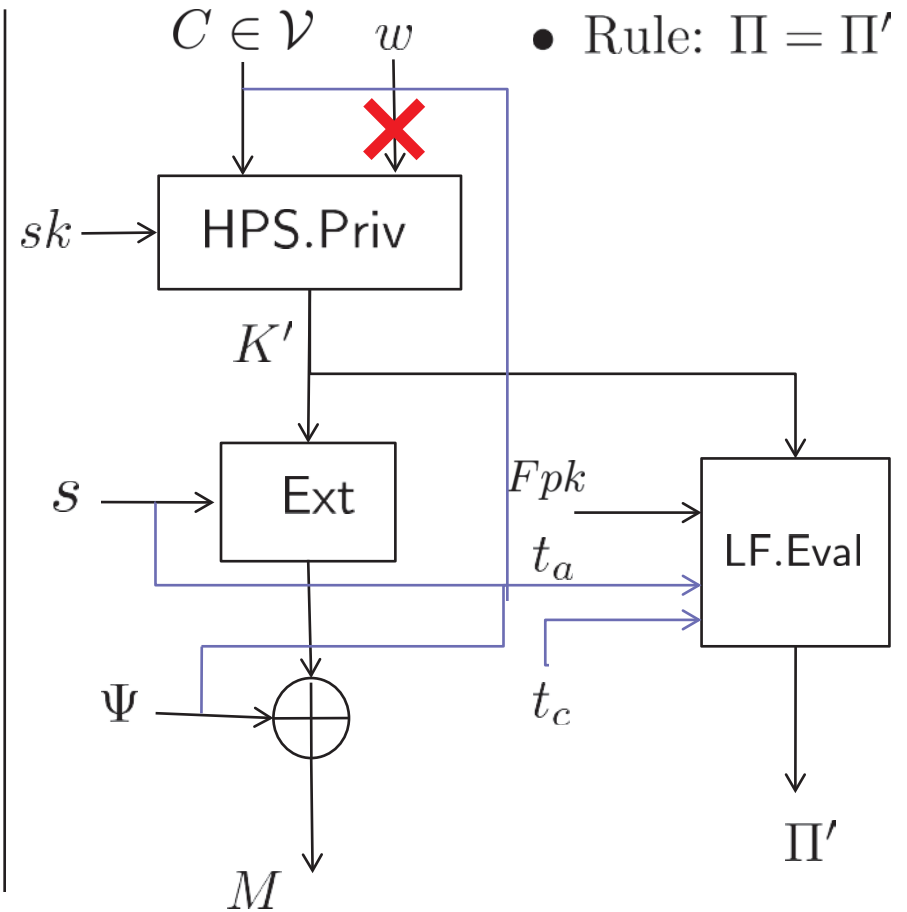 C ∈ 𝒱 w • Rule: Π = Π′
sk HPS.Priv
K′
s Ext Fpk
t_a LF.Eval
Ψ t_c
Π′
M